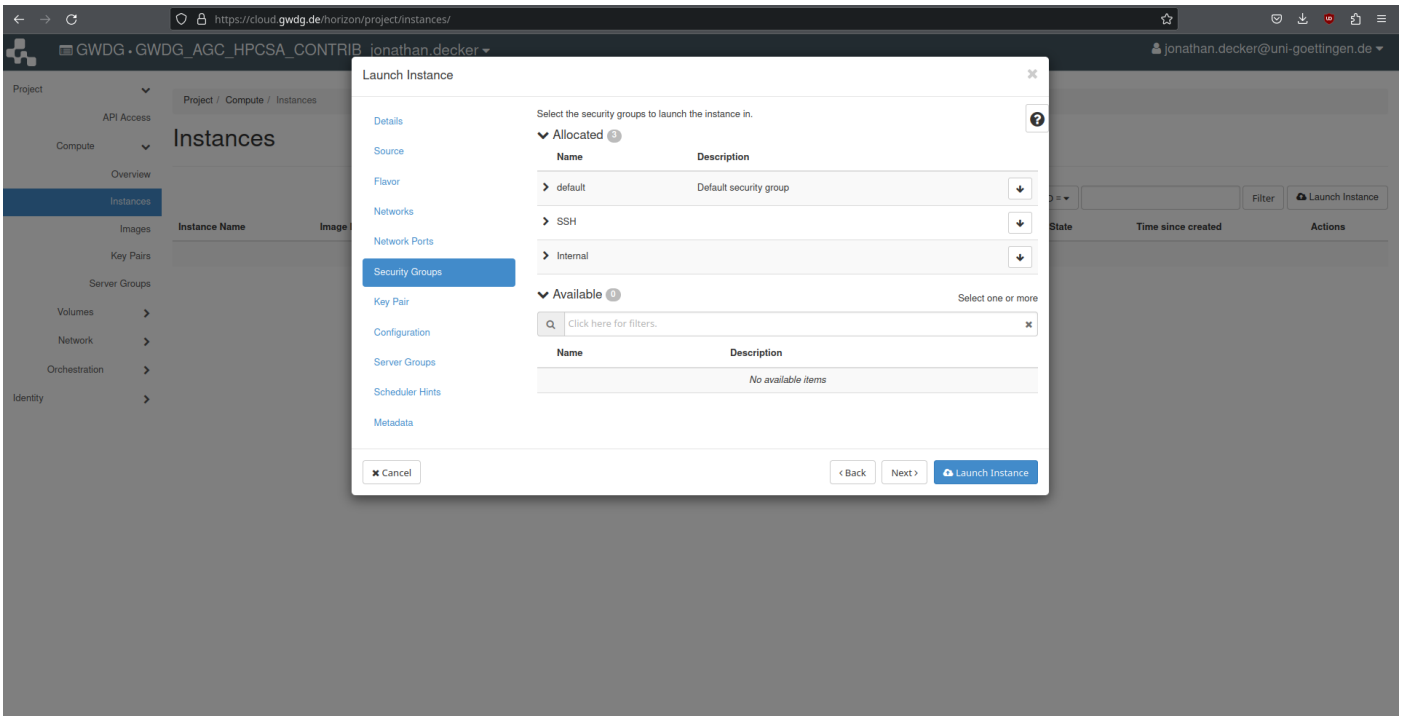 https://cloud.gwdg.de/horizon/project/instances/
GWDG • GWDG_AGC_HPCSA_CONTRIB_jonathan.decker
jonathan.decker@uni-goettingen.de
Project
API Access
Compute
Overview
Instances
Images
Key Pairs
Server Groups
Volumes
Network
Orchestration
Identity
Project / Compute / Instances
Instances
Filter
Launch Instance
Instance Name
State
Time since created
Actions
Launch Instance
Details
Source
Flavor
Networks
Network Ports
Security Groups
Key Pair
Configuration
Server Groups
Scheduler Hints
Metadata
Select the security groups to launch the instance in.
Allocated 3
Name Description
default Default security group
SSH
Internal
Available 0
Select one or more
Click here for filters.
Name Description
No available items
Cancel
Back
Next
Launch Instance